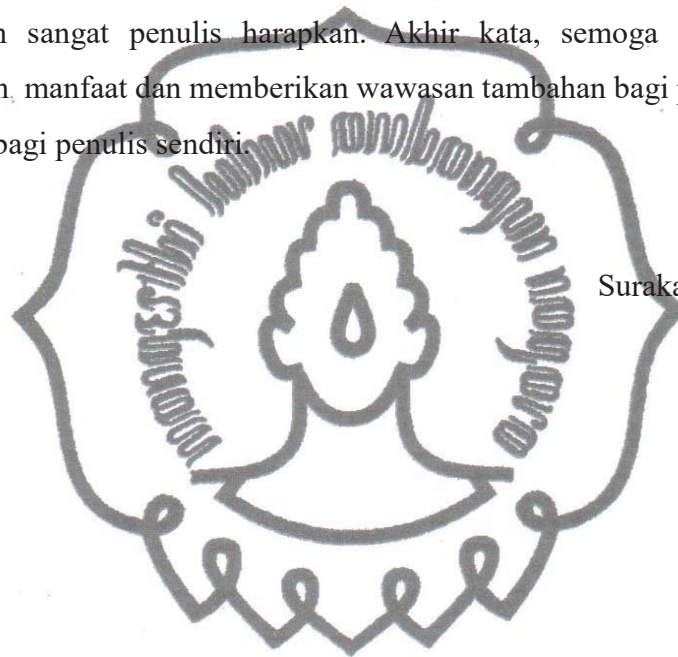 n sangat penulis harapkan. Akhir kata, semoga
n manfaat dan memberikan wawasan tambahan bagi p
bagi penulis sendiri.
Suraka